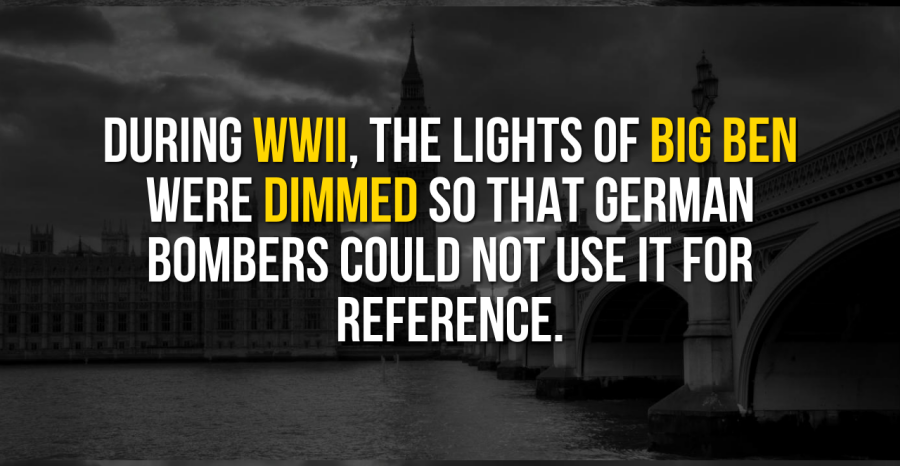 DURING WWII, THE LIGHTS OF BIG BEN
WERE DIMMED SO THAT GERMAN
BOMBERS COULD NOT USE IT FOR
REFERENCE.